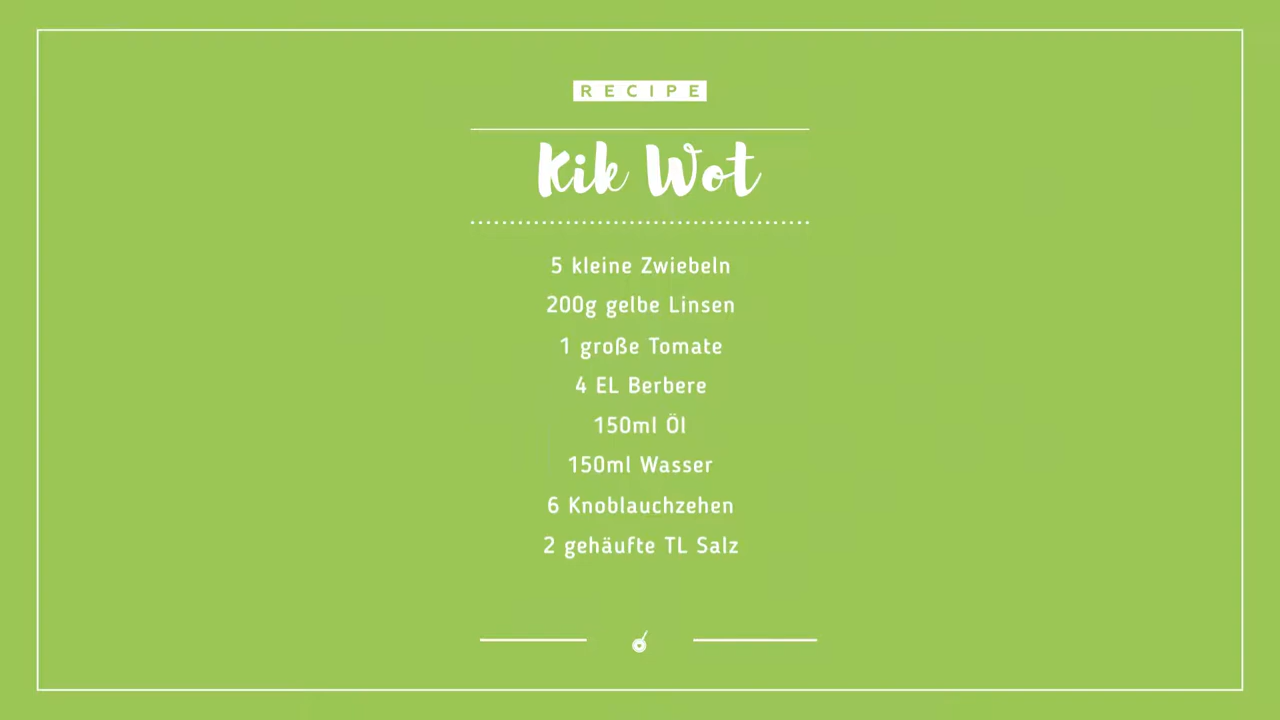 RECIPE
Kik Wot
5 kleine Zwiebeln
200g gelbe Linsen
1 große Tomate
4 EL Berbere
150ml Öl
150ml Wasser
6 Knoblauchzehen
2 gehäufte TL Salz